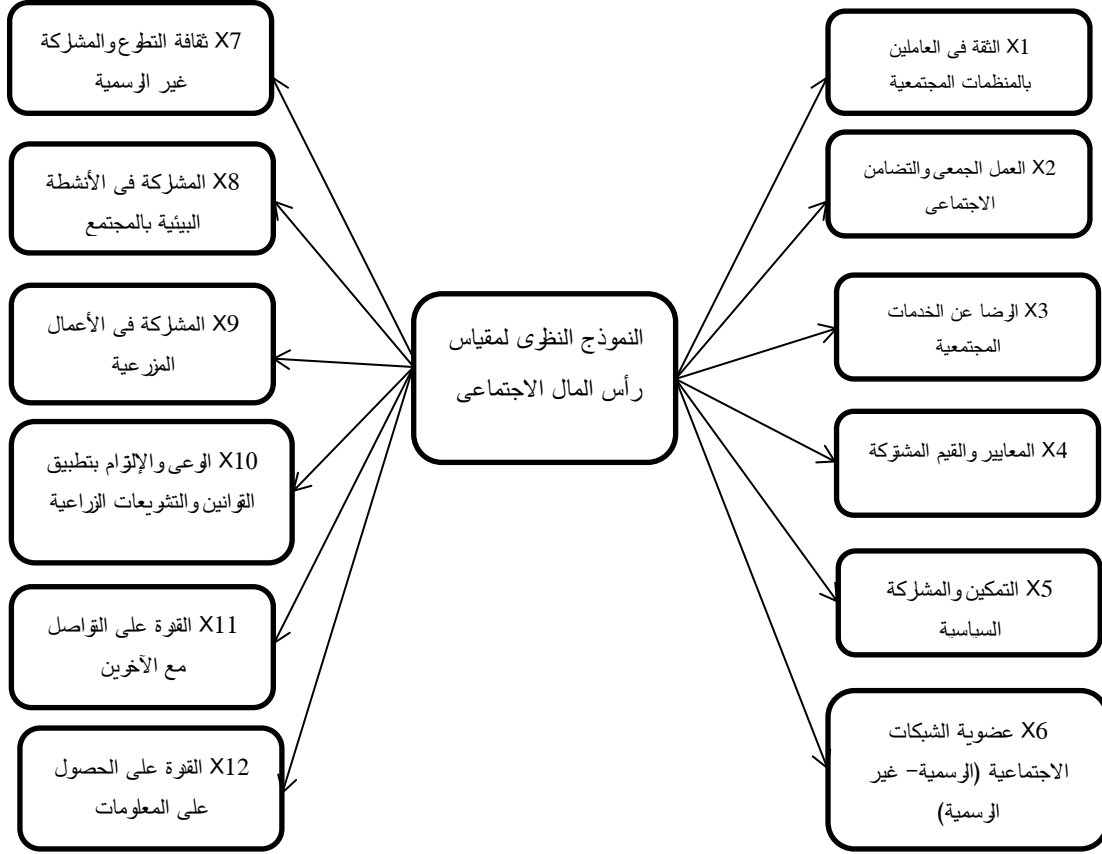 X1 الثقة فى العاملين
بالمنظمات المجتمعية
X2 العمل الجمعى والتضامن
الاجتماعى
X3 الرضا عن الخدمات
المجتمعية
X4 المعايير والقيم المشتركة
X5 التمكين والمشاركة
السياسية
X6 عضوية الشبكات
الاجتماعية (الرسمية- غير
الرسمية)
النموذج النظرى لمقياس
رأس المال الاجتماعى
X7 ثقافة التطوع والمشاركة
غير الرسمية
X8 المشاركة فى الأنشطة
البيئية بالمجتمع
X9 المشاركة فى الأعمال
المزرعية
X10 الوعى والإلتزام بتطبيق
القوانين والتشريعات الزراعية
X11 القدرة على التواصل
مع الآخرين
X12 القدرة على الحصول
على المعلومات